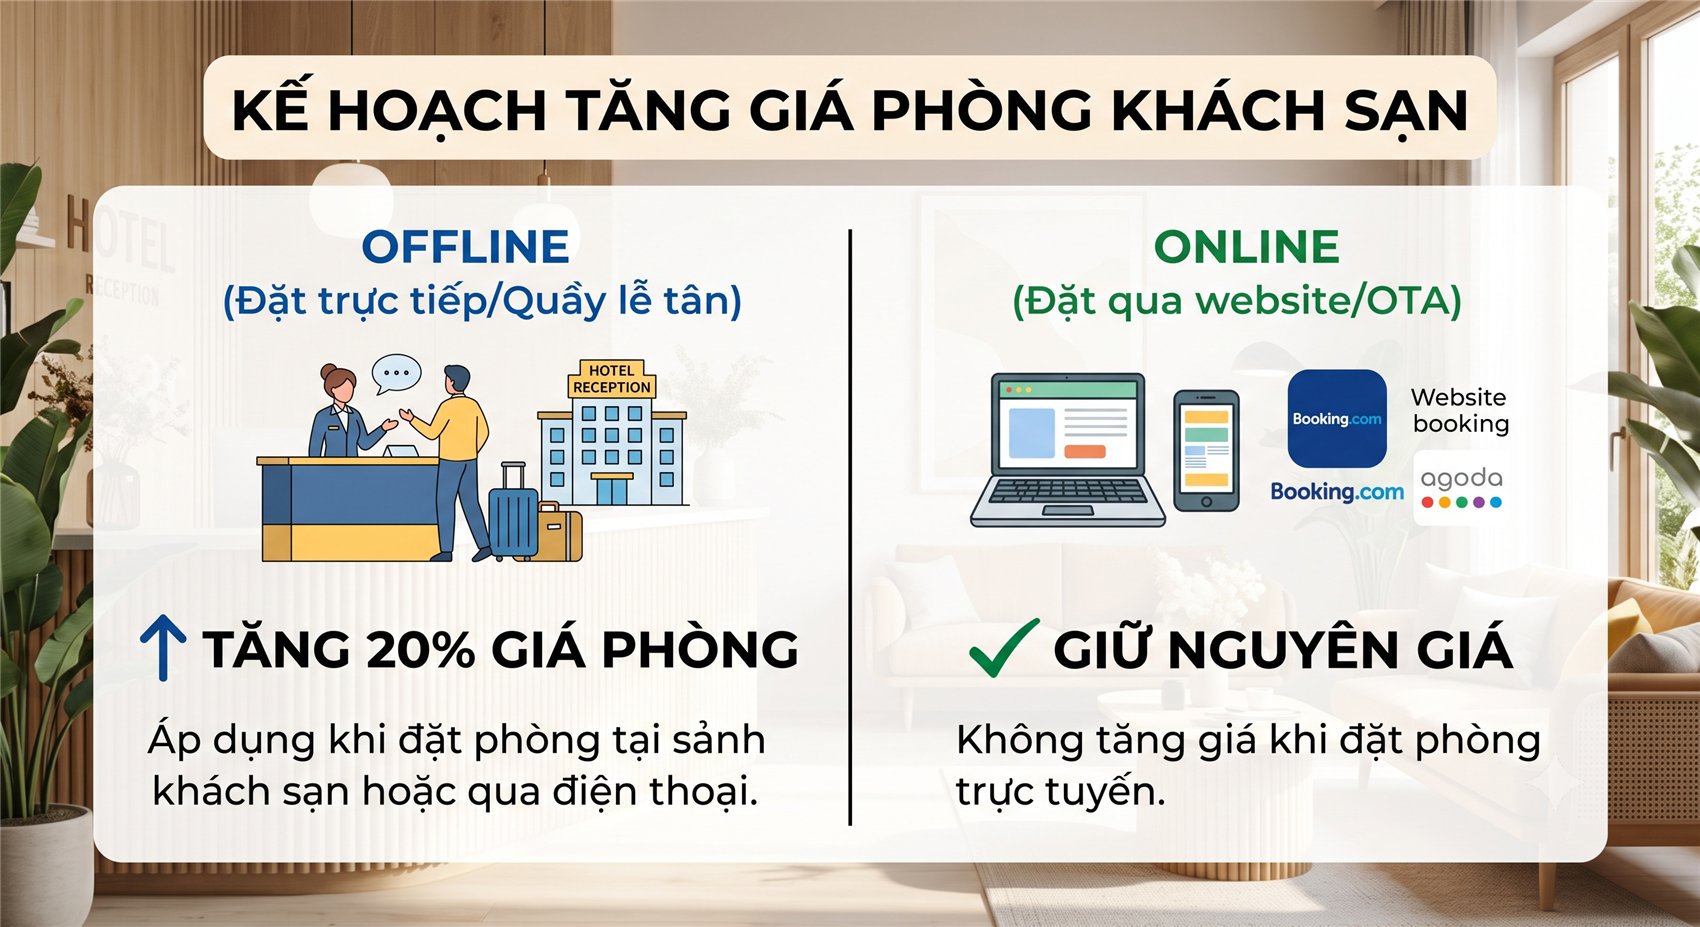 KẾ HOẠCH TĂNG GIÁ PHÒNG KHÁCH SẠN
HOTEL
RECEPTION
OFFLINE
(Đặt trực tiếp/Quầy lễ tân)
HOTEL
RECEPTION
TĂNG 20% GIÁ PHÒNG
Áp dụng khi đặt phòng tại sảnh
khách sạn hoặc qua điện thoại.
ONLINE
(Đặt qua website/OTA)
Booking.com
Website
booking
Booking.com
agoda
GIỮ NGUYÊN GIÁ
Không tăng giá khi đặt phòng
trực tuyến.